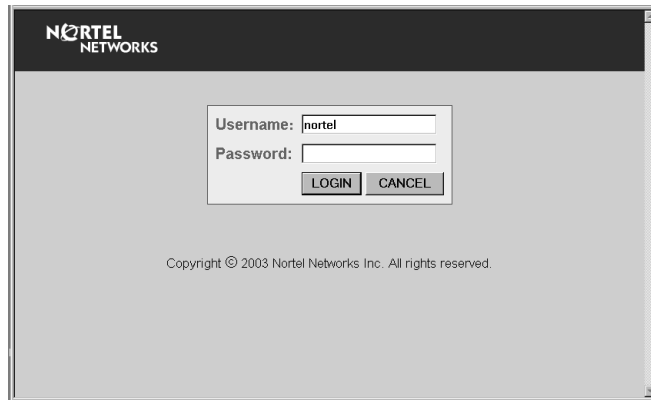 NORTEL
NETWORKS
Username: nortel
Password:
LOGIN CANCEL
Copyright © 2003 Nortel Networks Inc. All rights reserved.